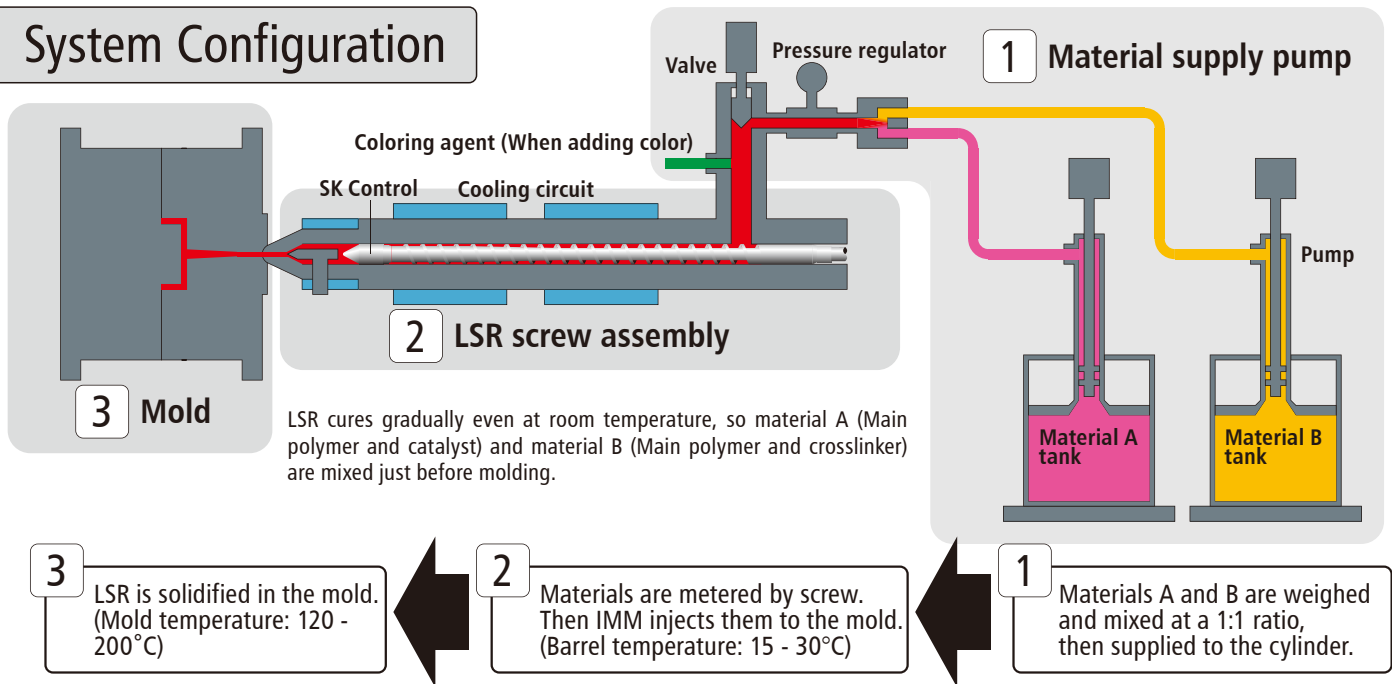 System Configuration
Valve
Pressure regulator
1 Material supply pump
Coloring agent (When adding color)
SK Control
Cooling circuit
Pump
2 LSR screw assembly
3 Mold
Material A
tank
Material B
tank
LSR cures gradually even at room temperature, so material A (Main
polymer and catalyst) and material B (Main polymer and crosslinker)
are mixed just before molding.
3
LSR is solidified in the mold.
(Mold temperature: 120 -
200˚C)
2
Materials are metered by screw.
Then IMM injects them to the mold.
(Barrel temperature: 15 - 30°C)
1
Materials A and B are weighed
and mixed at a 1:1 ratio,
then supplied to the cylinder.